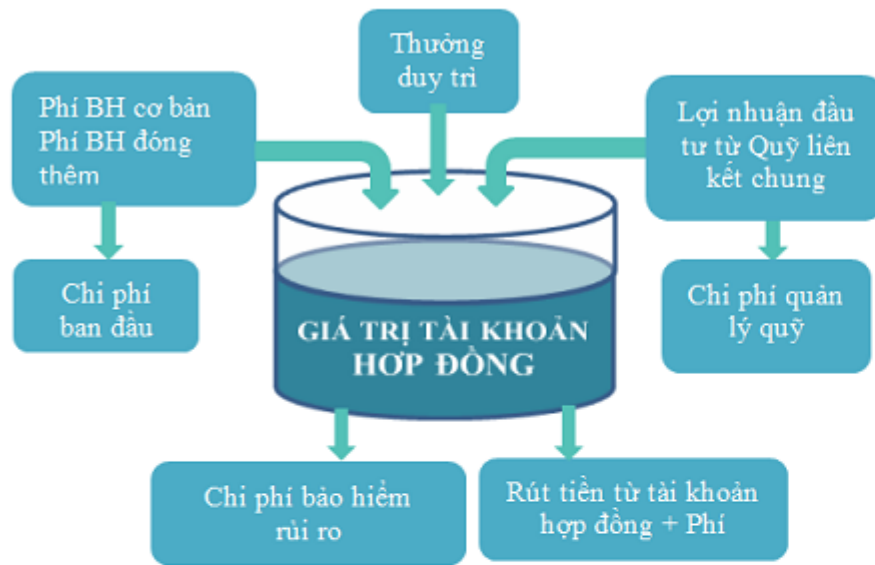 Thưởng
duy trì
Phí BH cơ bản
Phí BH đóng
thêm
Lợi nhuận đầu
tư từ Quỹ liên
kết chung
Chi phí
ban đầu
Chi phí quản
lý quỹ
GIÁ TRỊ TÀI KHOẢN
HƠP ĐỒNG
Chi phí bảo hiểm
rủi ro
Rút tiền từ tài khoản
hợp đồng + Phí